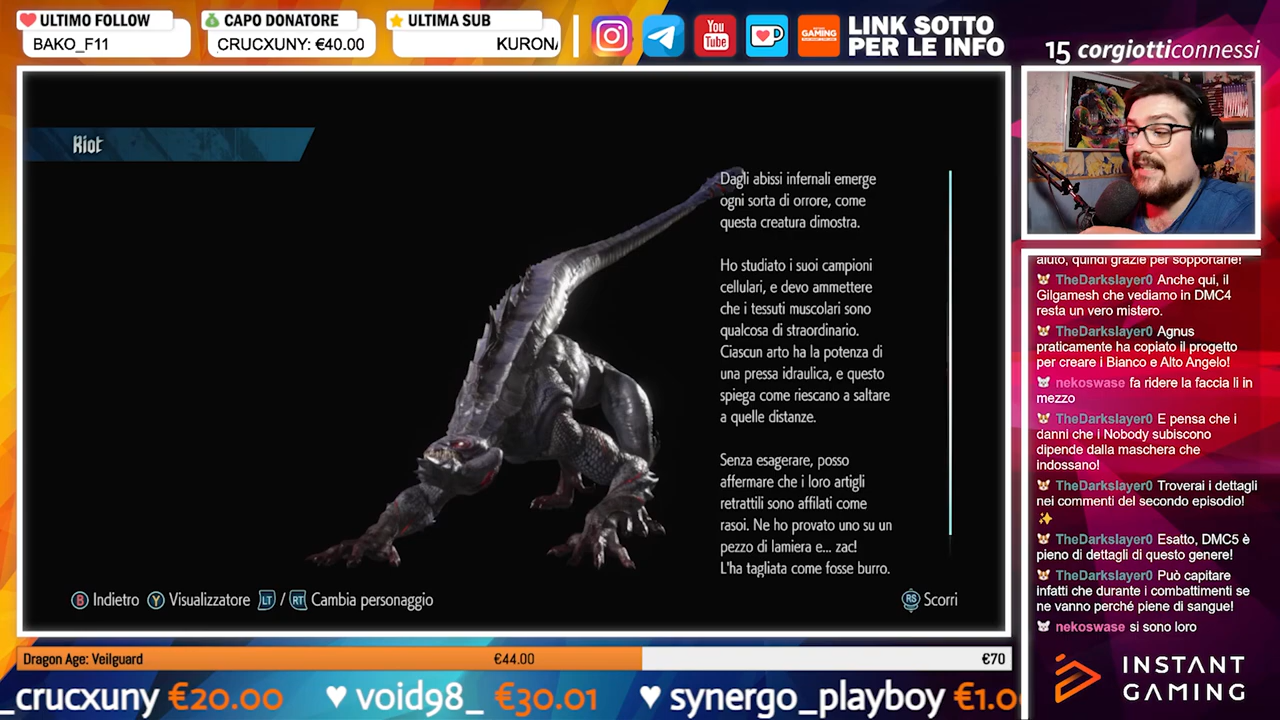 ULTIMO FOLLOW
BAKO_F11
CAPO DONATORE
CRUCXUNY: €40.00
ULTIMA SUB
KURONA
You
Tube
INSTANT
GAMING
LINK SOTTO
PER LE INFO
15 corgiotticonnessi
Riot
Dagli abissi infernali emerge
ogni sorta di orrore, come
questa creatura dimostra.
Ho studiato i suoi campioni
cellulari, e devo ammettere
che i tessuti muscolari sono
qualcosa di straordinario.
Ciascun arto ha la potenza di
una pressa idraulica, e questo
spiega come riescano a saltare
a quelle distanze.
Senza esagerare, posso
affermare che i loro artigli
retrattili sono affilati come
rasoi. Ne ho provato uno su un
pezzo di lamiera e... zac!
L'ha tagliata come fosse burro.
B Indietro Y Visualizzatore LT / RT Cambia personaggio
RS Scorri
aiuto, quindi grazie per sopportarle!
TheDarkslayer0 Anche qui, il
Gilgamesh che vediamo in DMC4
resta un vero mistero.
TheDarkslayer0 Agnus
praticamente ha copiato il progetto
per creare i Bianco e Alto Angelo!
nekoswase fa ridere la faccia li in
mezzo
TheDarkslayer0 E pensa che i
danni che i Nobody subiscono
dipende dalla maschera che
indossano!
TheDarkslayer0 Troverai i dettagli
nei commenti del secondo episodio!
TheDarkslayer0 Esatto, DMC5 è
pieno di dettagli di questo genere!
TheDarkslayer0 Può capitare
infatti che durante i combattimenti se
ne vanno perché piene di sangue!
nekoswase si sono loro
Dragon Age: Veilguard €44.00 €70
_crucxuny €20.00 ♥ void98_ €30.01 ♥ synergo_playboy €1.0
INSTANT
GAMING